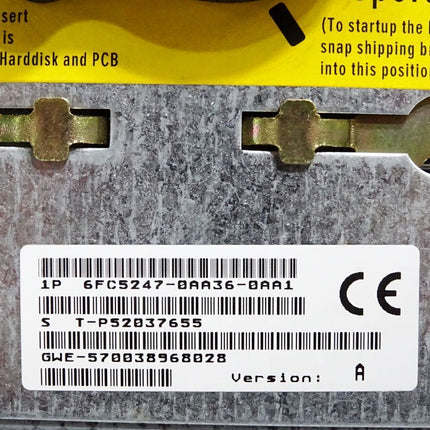 sert
is
Harddisk and PCB
(To startup the
snap shipping
into this position
1P 6FC5247-0AA36-0AA1
CE
S T-P52037655
GWE-570038968028
Version: A